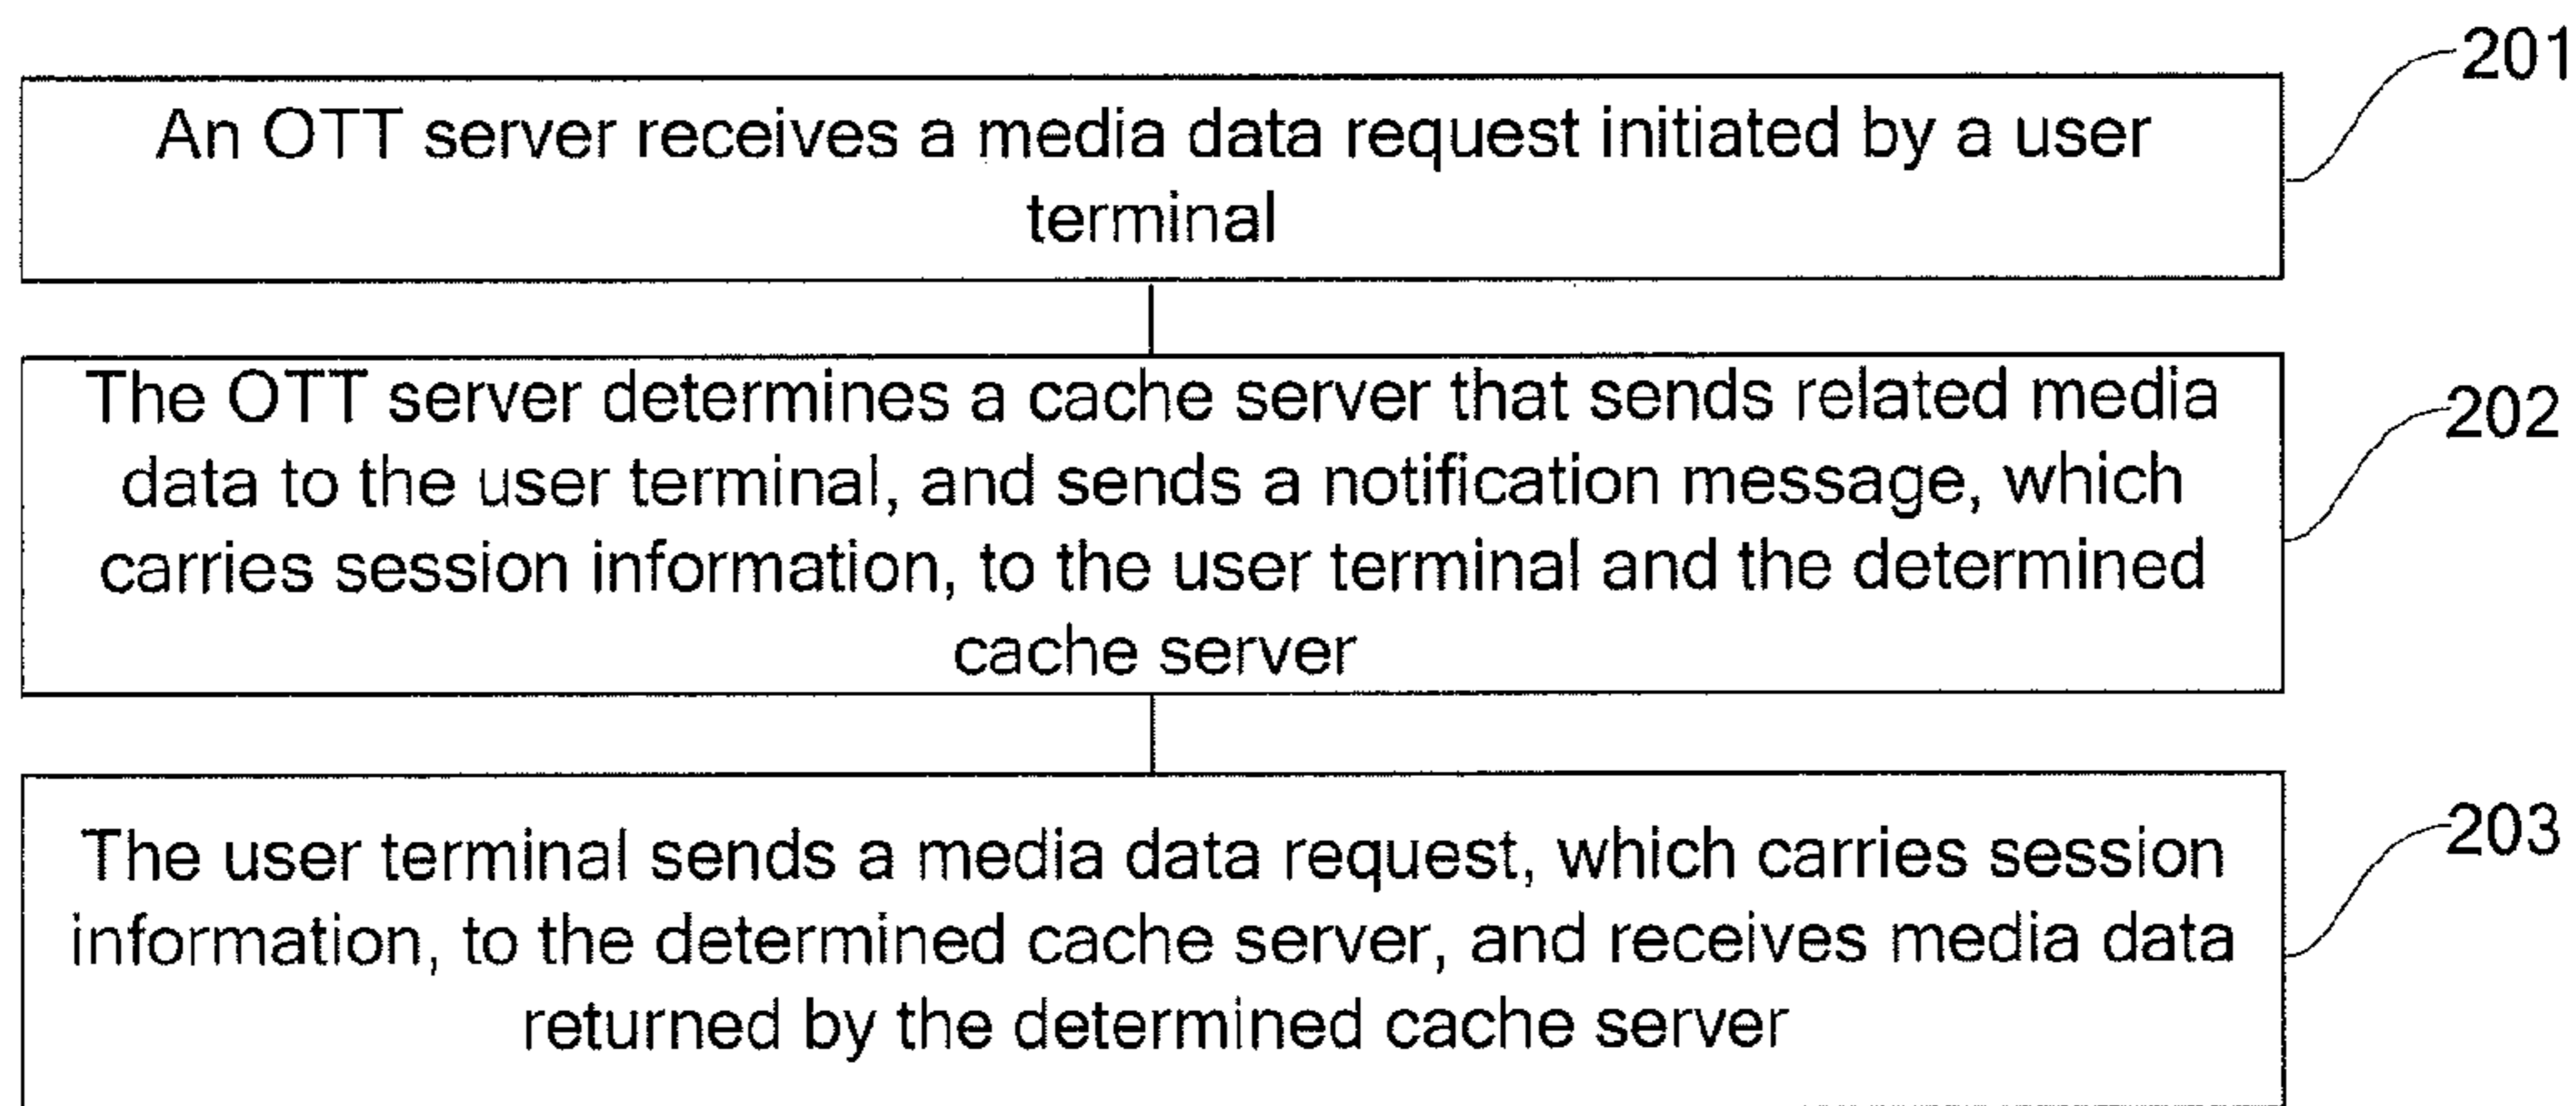 201
An OTT server receives a media data request initiated by a user
terminal
202
The OTT server determines a cache server that sends related media
data to the user terminal, and sends a notification message, which
carries session information, to the user terminal and the determined
cache server
203
The user terminal sends a media data request, which carries session
information, to the determined cache server, and receives media data
returned by the determined cache server